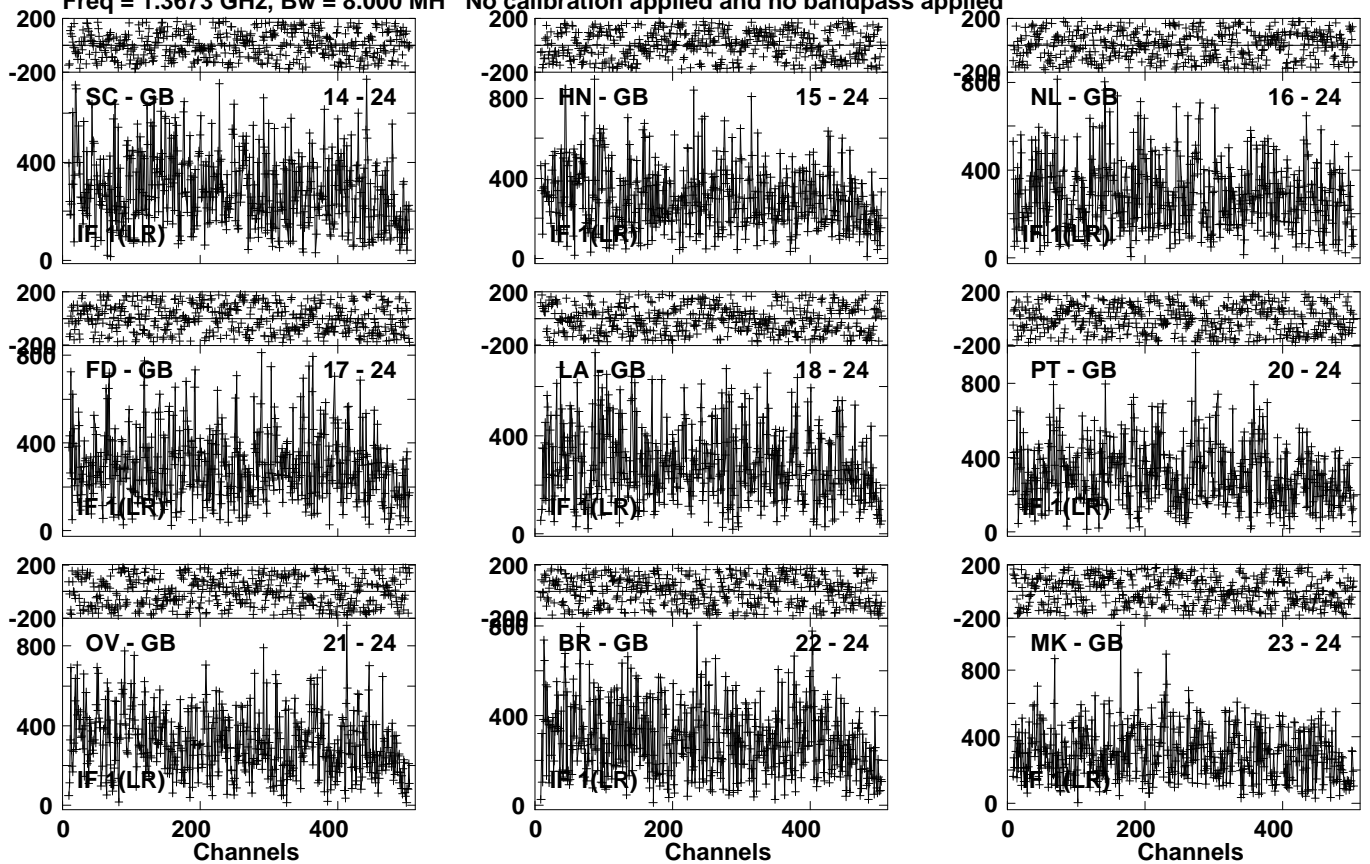 Freq = 1.3673 GHz, Bw = 8.000 MH No calibration applied and no bandpass applied
200 200 200
-200 -200 -200
SC - GB 14 - 24 800 HN - GB 15 - 24 800 NL - GB 16 - 24
400 400 400
IF 1(LR) IF 1(LR) IF 1(LR)
0 0 0
200 200 200
-200 -200 -200
800 FD - GB 17 - 24 LA - GB 18 - 24 800 PT - GB 20 - 24
400 400 400
IF 1(LR) IF 1(LR) IF 1(LR)
0 0 0
200 200 200
-200 -200 -200
800 OV - GB 21 - 24 800 BR - GB 22 - 24 800 MK - GB 23 - 24
400 400 400
IF 1(LR) IF 1(LR) IF 1(LR)
0 0 0
0 200 400 0 200 400 0 200 400
Channels Channels Channels